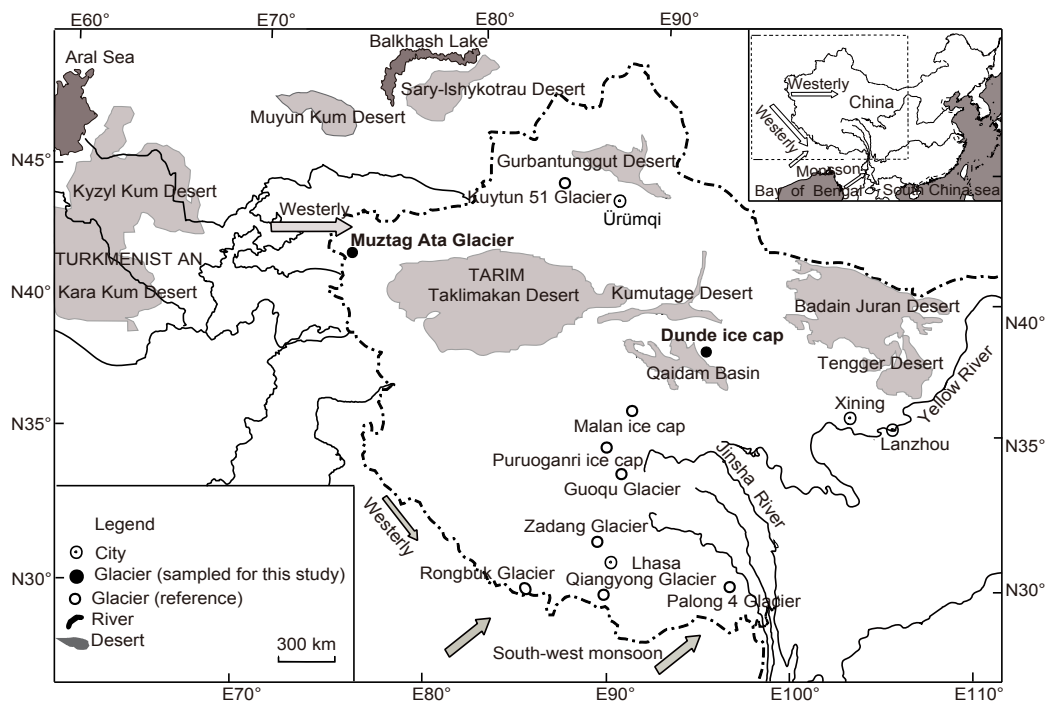 E60°
E70°
E80°
E90°
Aral Sea
Balkhash Lake
Sary-Ishykotrau Desert
Muyun Kum Desert
Westerly
China
Westerly
Monsson
Bay of Bengal
South China sea
N45°
Gurbantunggut Desert
Kyzyl Kum Desert
Kuytun 51 Glacier
Ürümqi
Westerly
Muztag Ata Glacier
TURKMENIST AN
TARIM
Taklimakan Desert
Kumutage Desert
Badain Juran Desert
N40°
Kara Kum Desert
N40°
Dunde ice cap
Qaidam Basin
Tengger Desert
Yellow River
Xining
Lanzhou
N35°
N35°
Malan ice cap
Puruoganri ice cap
Guoqu Glacier
Jinsha River
Westerly
Zadang Glacier
Lhasa
Rongbuk Glacier
Qiangyong Glacier
Palong 4 Glacier
N30°
N30°
South-west monsoon
Legend
City
Glacier (sampled for this study)
Glacier (reference)
River
Desert
300 km
E70°
E80°
E90°
E100°
E110°